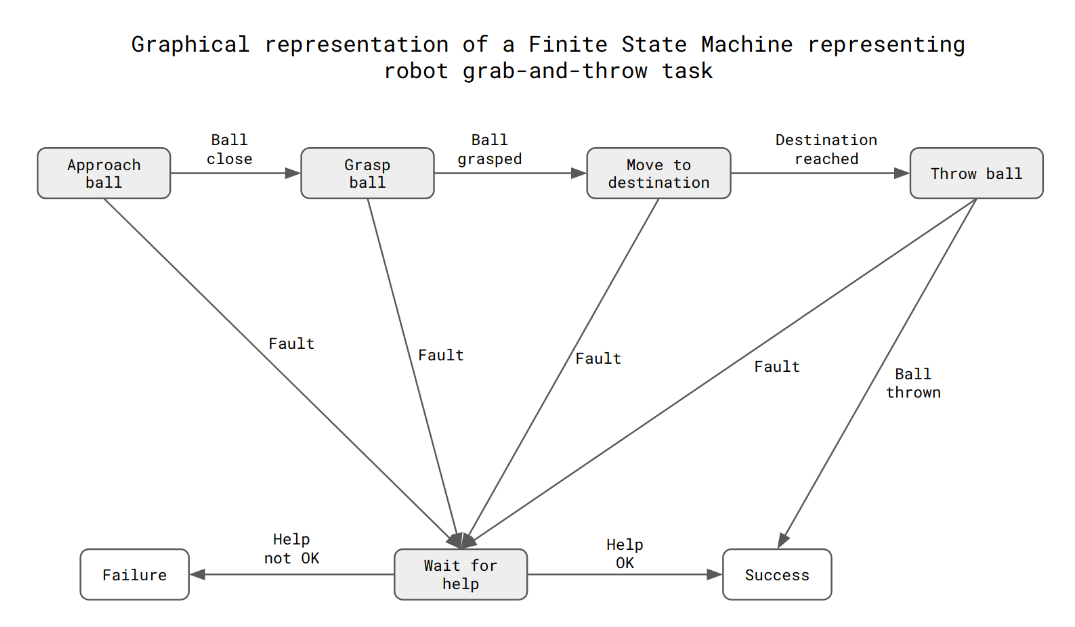 Graphical representation of a Finite State Machine representing
robot grab-and-throw task
Ball
close
Ball
grasped
Destination
reached
Approach
ball
Grasp
ball
Move to
destination
Throw ball
Fault
Fault
Fault
Fault
Ball
thrown
Help
not OK
Help
OK
Failure
Wait for
help
Success